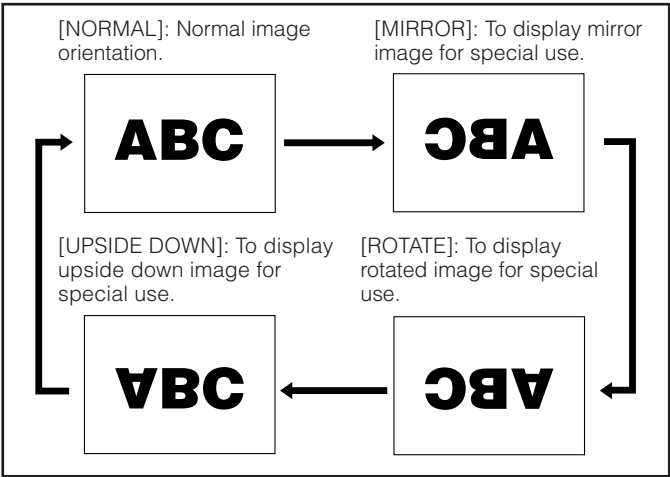 [NORMAL]: Normal image
orientation.
[MIRROR]: To display mirror
image for special use.
ABC
ABC
[UPSIDE DOWN]: To display
upside down image for
special use.
[ROTATE]: To display
rotated image for special
use.
ABC
ABC